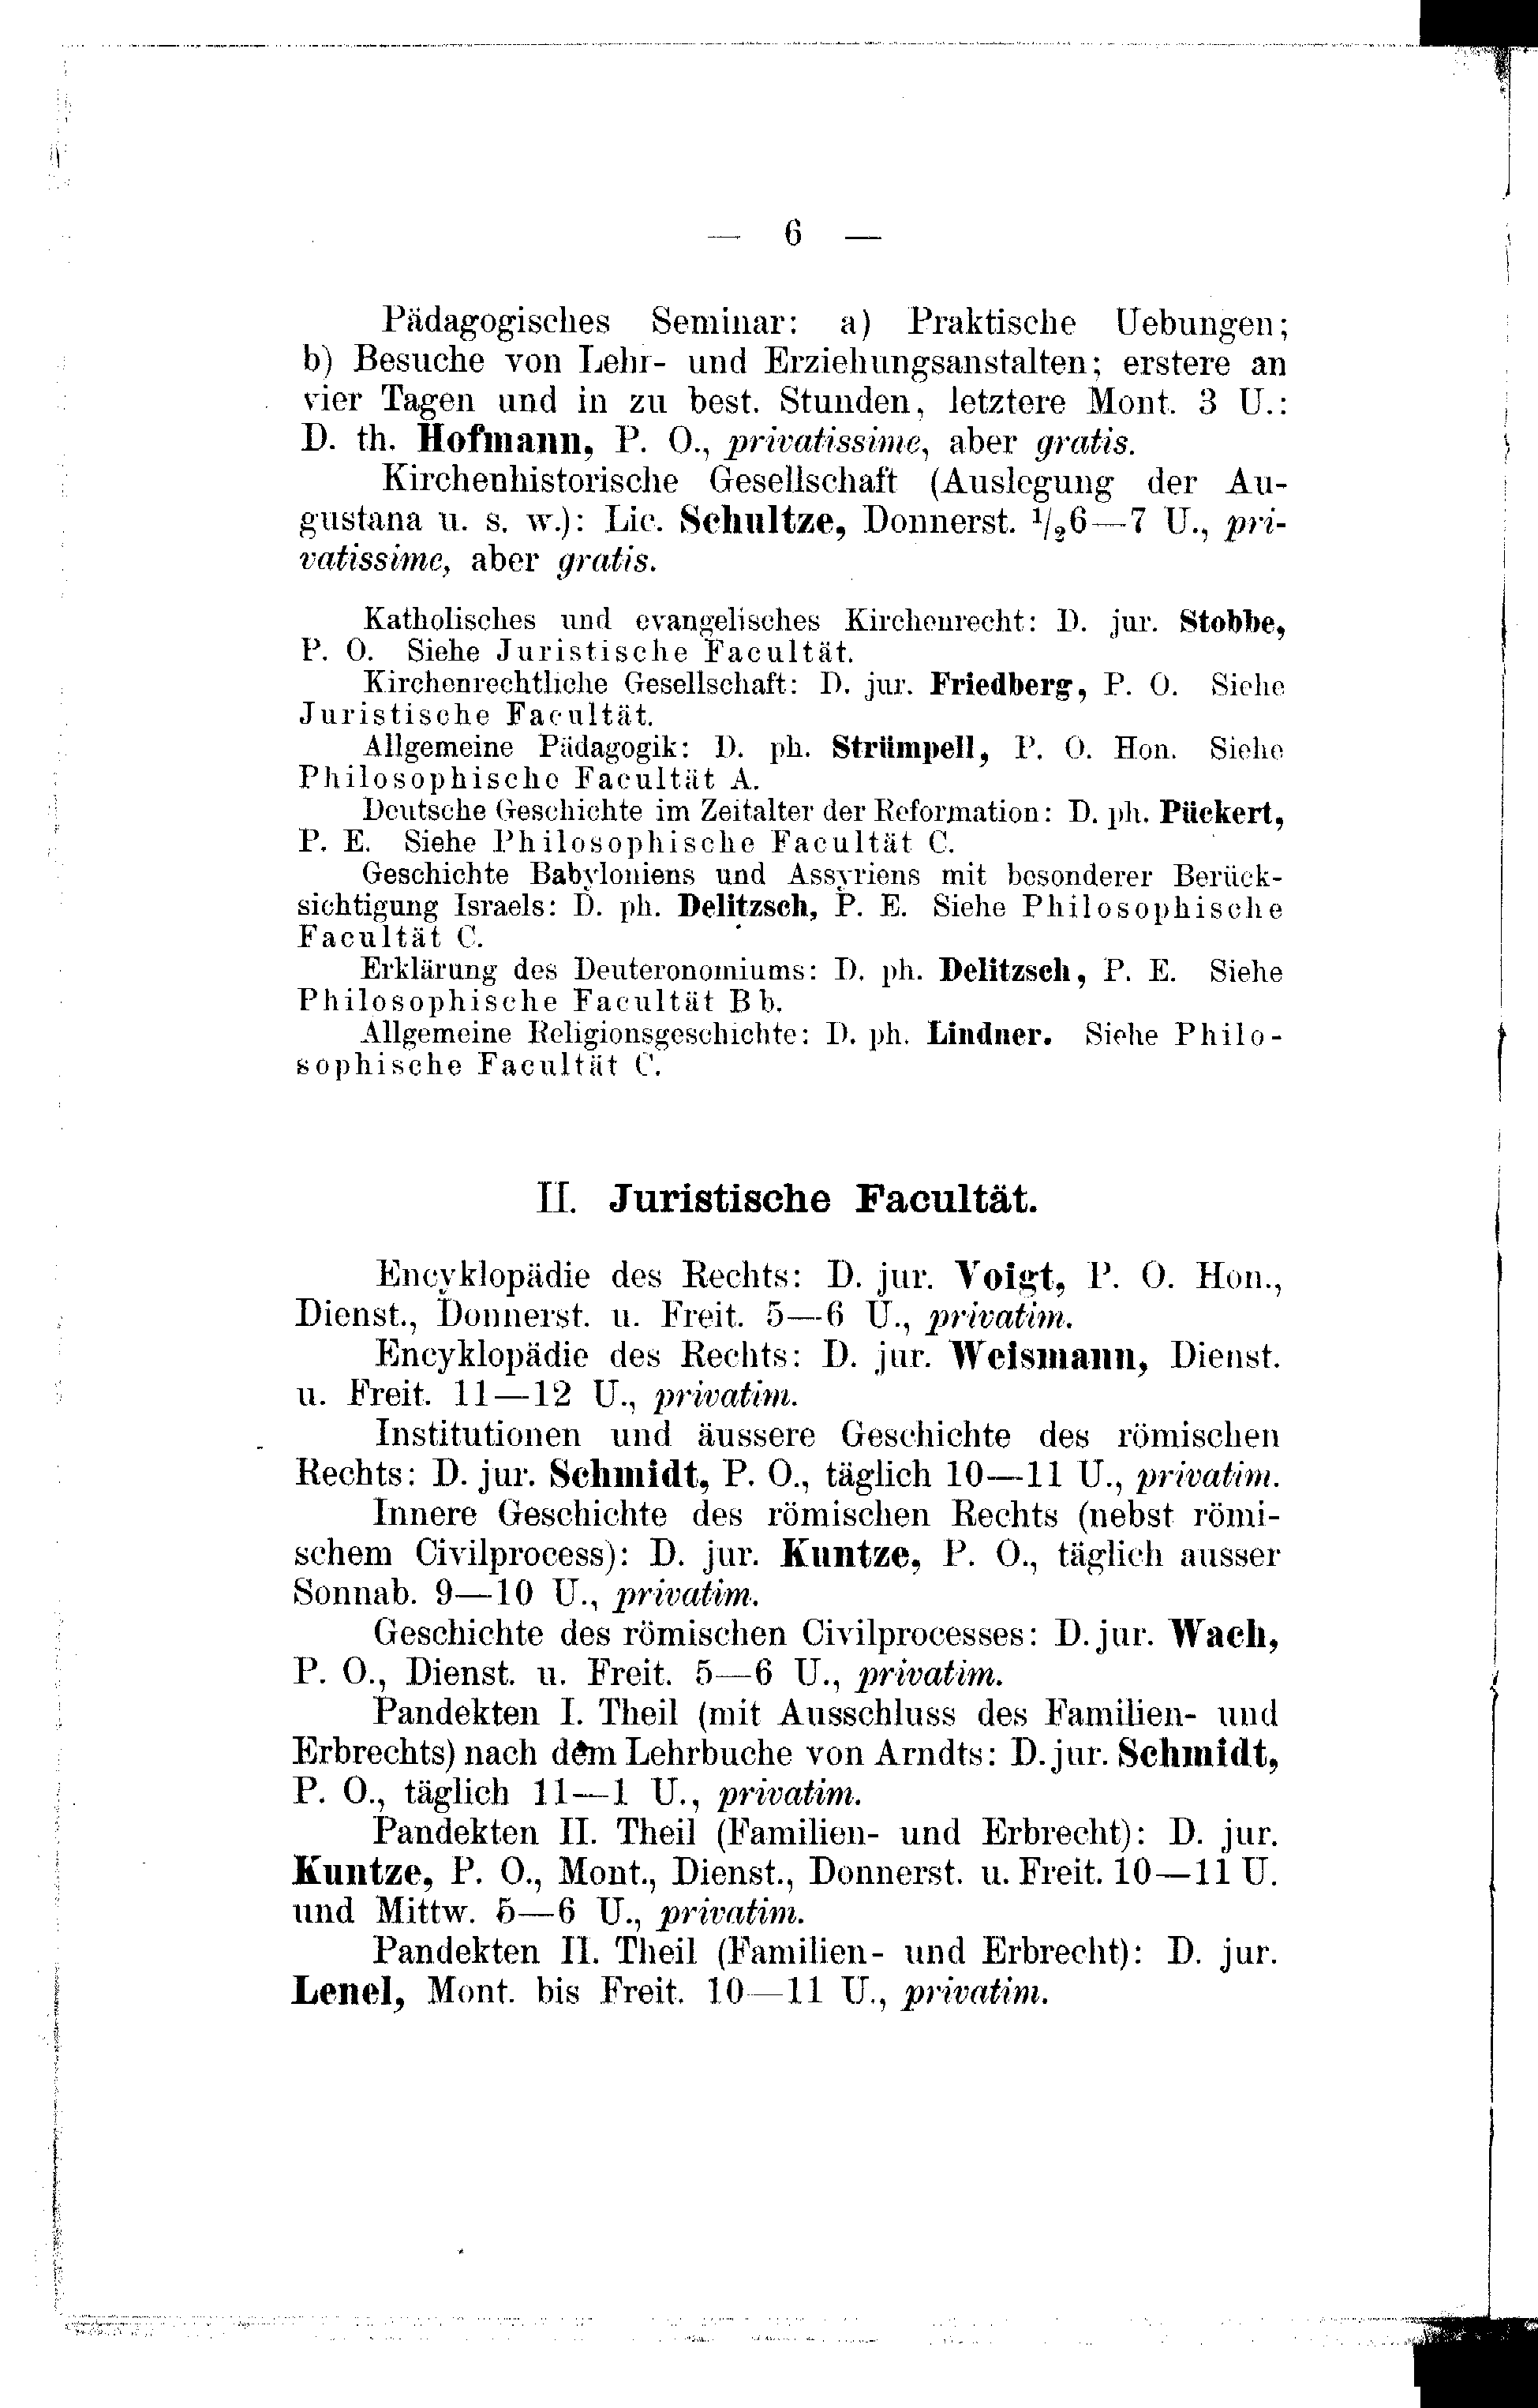 — 6 —
Pädagogisches Seminar: a) Praktische Uebungen;
b) Besuche von Lehr- und Erziehungsanstalten; erstere an
vier Tagen und in zu best. Stunden, letztere Mont. 3 U.:
D. th. Hofmann, P. O., privatissime, aber gratis.
Kirchenhistorische Gesellschaft (Auslegung der Au-
gustana u. s. w.): Lic. Schultze, Donnerst. ½6—7 U., pri-
vatissime, aber gratis.
Katholisches und evangelisches Kirchenrecht: D. jur. Stobbe,
P. O. Siehe Juristische Facultät.
Kirchenrechtliche Gesellschaft: D. jur. Friedberg, P. O. Siehe
Juristische Facultät.
Allgemeine Pädagogik: D. ph. Strümpell, P. O. Hon. Siehe
Philosophische Facultät A.
Deutsche Geschichte im Zeitalter der Reformation: D. ph. Pückert,
P. E. Siehe Philosophische Facultät C.
Geschichte Babyloniens und Assyriens mit besonderer Berück-
sichtigung Israels: D. ph. Delitzsch, P. E. Siehe Philosophische
Facultät C.
Erklärung des Deuteronomiums: D. ph. Delitzsch, P. E. Siehe
Philosophische Facultät B b.
Allgemeine Religionsgeschichte: D. ph. Lindner. Siehe Philo-
sophische Facultät C.
II. Juristische Facultät.
Encyklopädie des Rechts: D. jur. Voigt, P. O. Hon.,
Dienst., Donnerst. u. Freit. 5—6 U., privatim.
Encyklopädie des Rechts: D. jur. Weismann, Dienst.
u. Freit. 11—12 U., privatim.
Institutionen und äussere Geschichte des römischen
Rechts: D. jur. Schmidt, P. O., täglich 10—11 U., privatim.
Innere Geschichte des römischen Rechts (nebst römi-
schem Civilprocess): D. jur. Kuntze, P. O., täglich ausser
Sonnab. 9—10 U., privatim.
Geschichte des römischen Civilprocesses: D. jur. Wach,
P. O., Dienst. u. Freit. 5—6 U., privatim.
Pandekten I. Theil (mit Ausschluss des Familien- und
Erbrechts) nach dem Lehrbuche von Arndts: D. jur. Schmidt,
P. O., täglich 11—1 U., privatim.
Pandekten II. Theil (Familien- und Erbrecht): D. jur.
Kuntze, P. O., Mont., Dienst., Donnerst. u. Freit. 10—11 U.
und Mittw. 5—6 U., privatim.
Pandekten II. Theil (Familien- und Erbrecht): D. jur.
Lenel, Mont. bis Freit. 10—11 U., privatim.